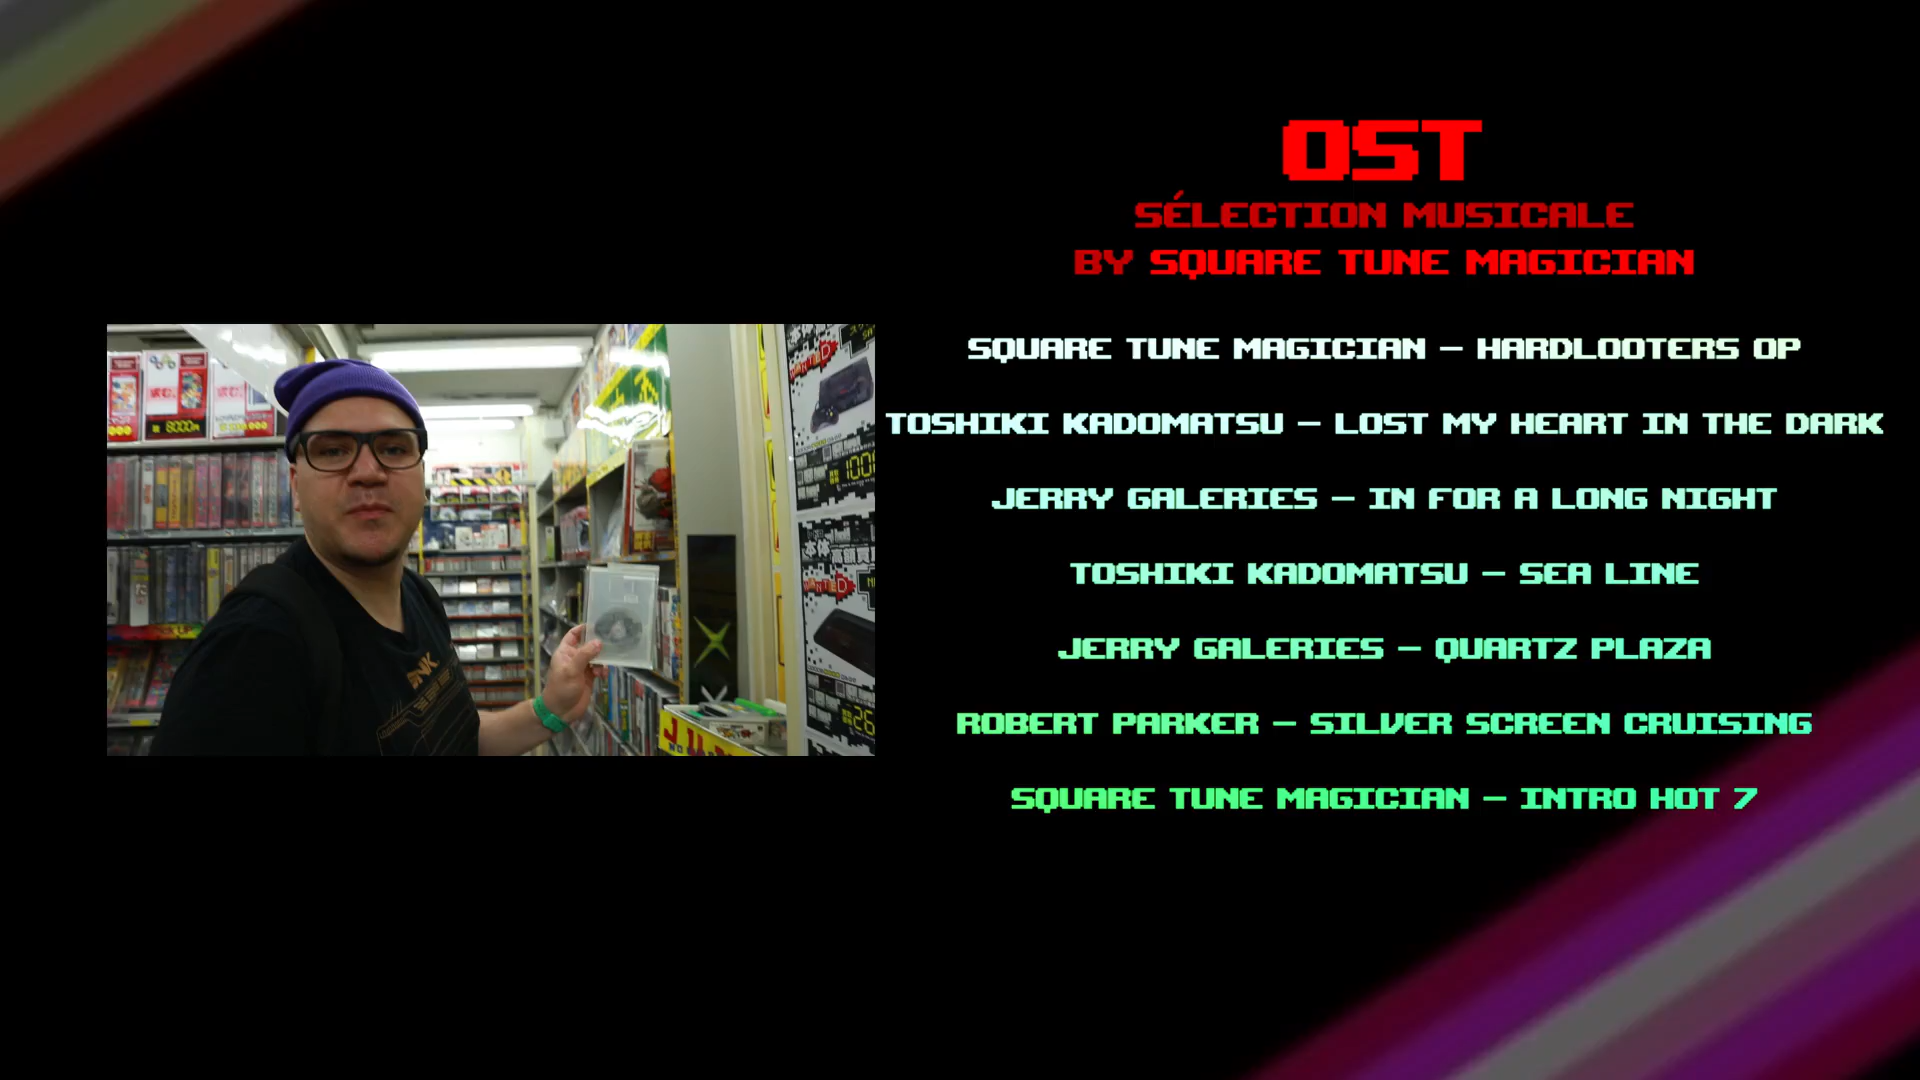 OST
SÉLECTION MUSICALE
BY SQUARE TUNE MAGICIAN
SQUARE TUNE MAGICIAN – HARDLOOTERS OP
TOSHIKI KADOMATSU – LOST MY HEART IN THE DARK
JERRY GALERIES – IN FOR A LONG NIGHT
TOSHIKI KADOMATSU – SEA LINE
JERRY GALERIES – QUARTZ PLAZA
ROBERT PARKER – SILVER SCREEN CRUISING
SQUARE TUNE MAGICIAN – INTRO HOT 7